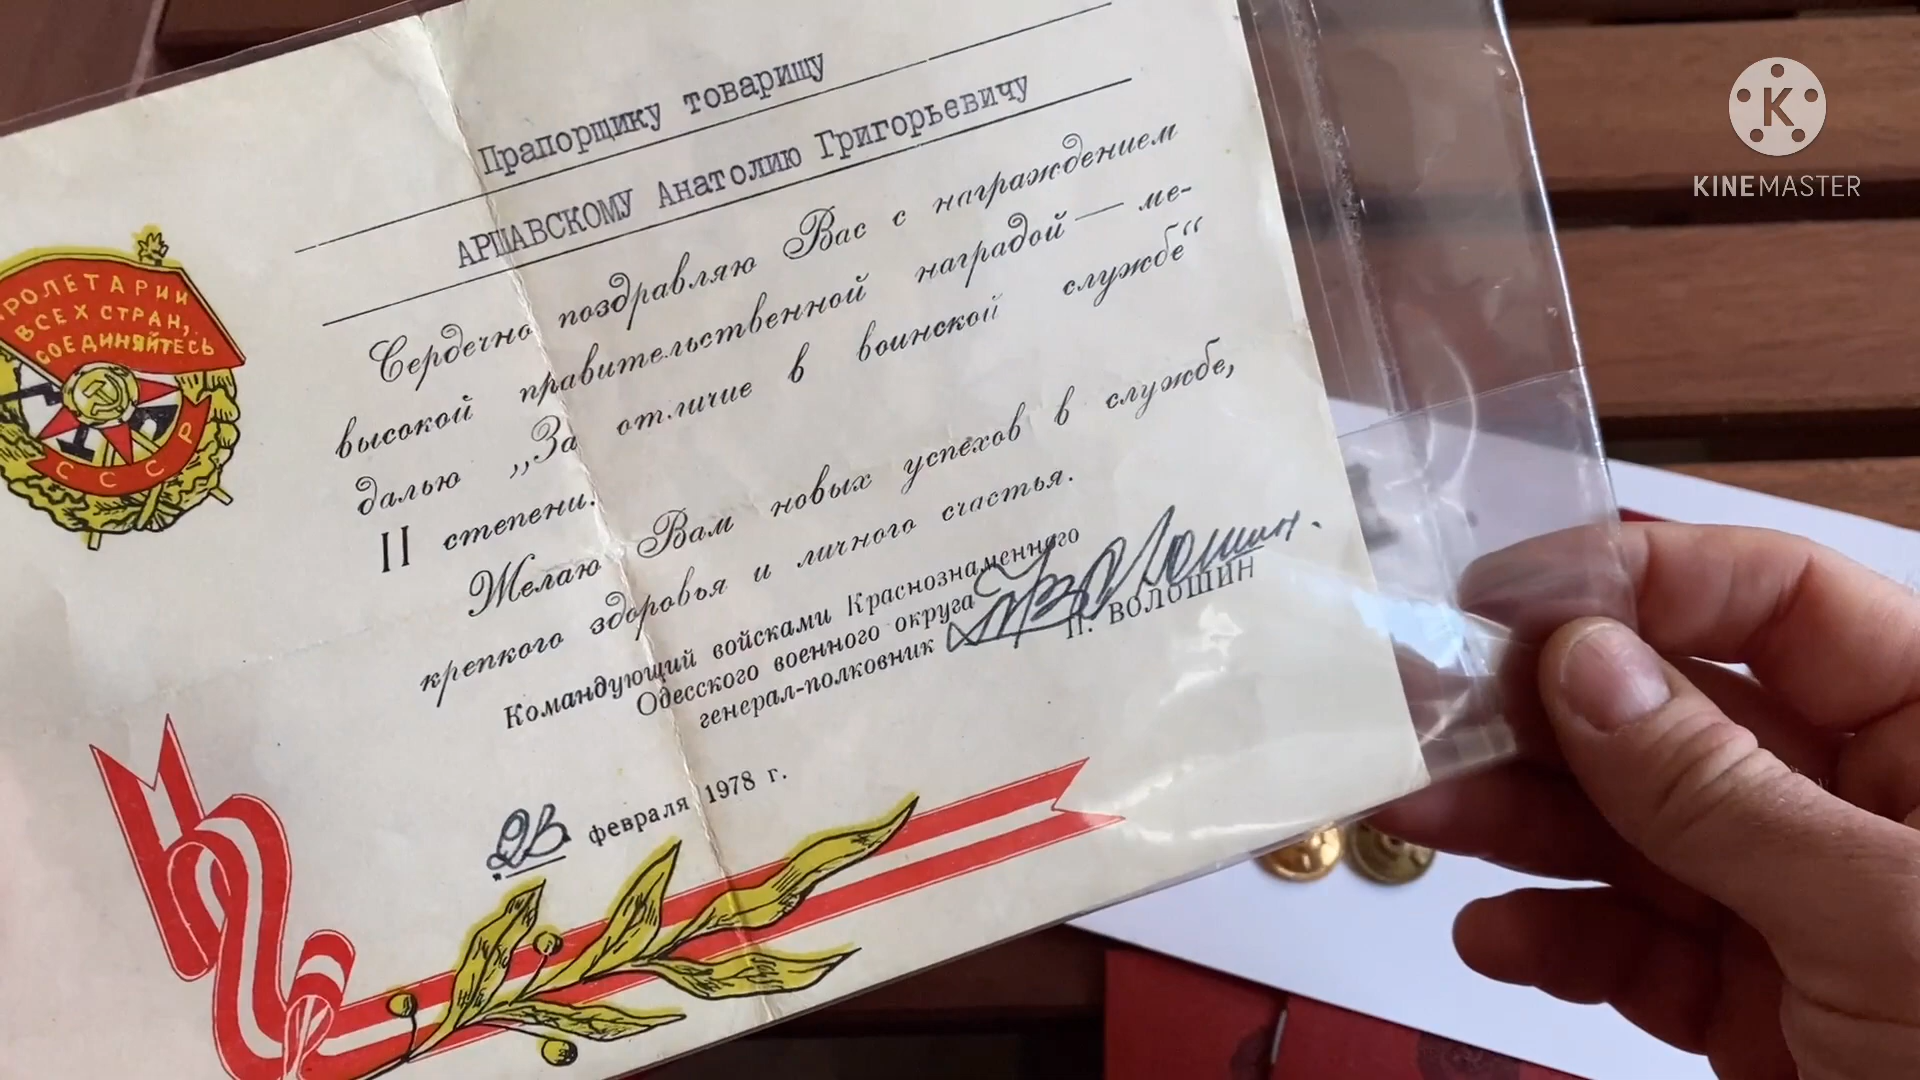 Прапорщику товарищу
АРШАВСКОМУ Анатолию Григорьевичу
Сердечно поздравляю Вас с награждением
высокой правительственной наградой — ме-
далью „За отличие в воинской службе“
II степени.
Желаю Вам новых успехов в службе,
крепкого здоровья и личного счастья.
Командующий войсками Краснознаменного
Одесского военного округа
генерал-полковник
И. ВОЛОШИН
23 февраля 1978 г.
ПРОЛЕТАРИИ
ВСЕХ СТРАН,
СОЕДИНЯЙТЕСЬ
СССР
K
KINEMASTER